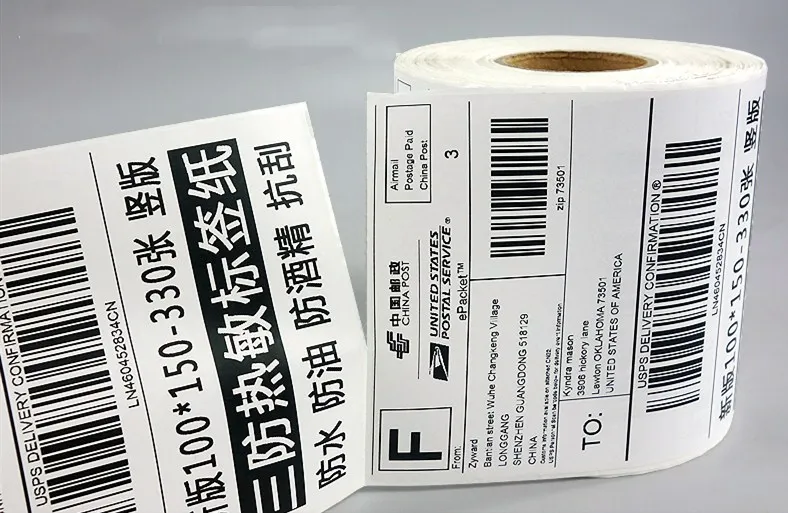 USPS DELIVERY CONFIRMATION
LN460452834CN
新版100*150-330张 竖版
三防热敏标签纸
防水 防油 防酒精 抗刮
Airmail
Postage Paid
China Post
3
中国邮政
CHINA POST
UNITED STATES
POSTAL SERVICE®
ePacket™
F
From:
Zyward
Bantian street Wuhe Changkeng Village
LONGGANG
SHENZHEN GUANGDONG 518129
CHINA
zip 73501
TO:
Kyndra mason
3906 hickory lane
Lawton OKLAHOMA 73501
UNITED STATES OF AMERICA
USPS DELIVERY CONFIRMATION ®
LN460452834CN
新版100*150-330张 竖版